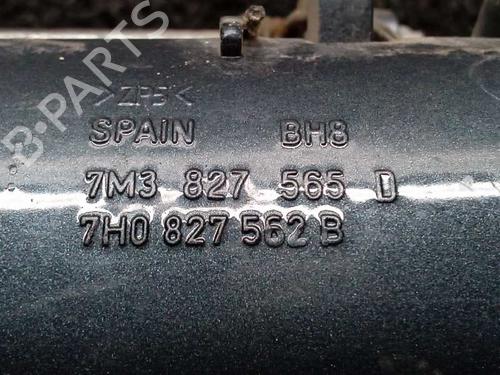 B-PARTS
>ZP5<
SPAIN BH8
7M3 827 565 D
7H0 827 562 B